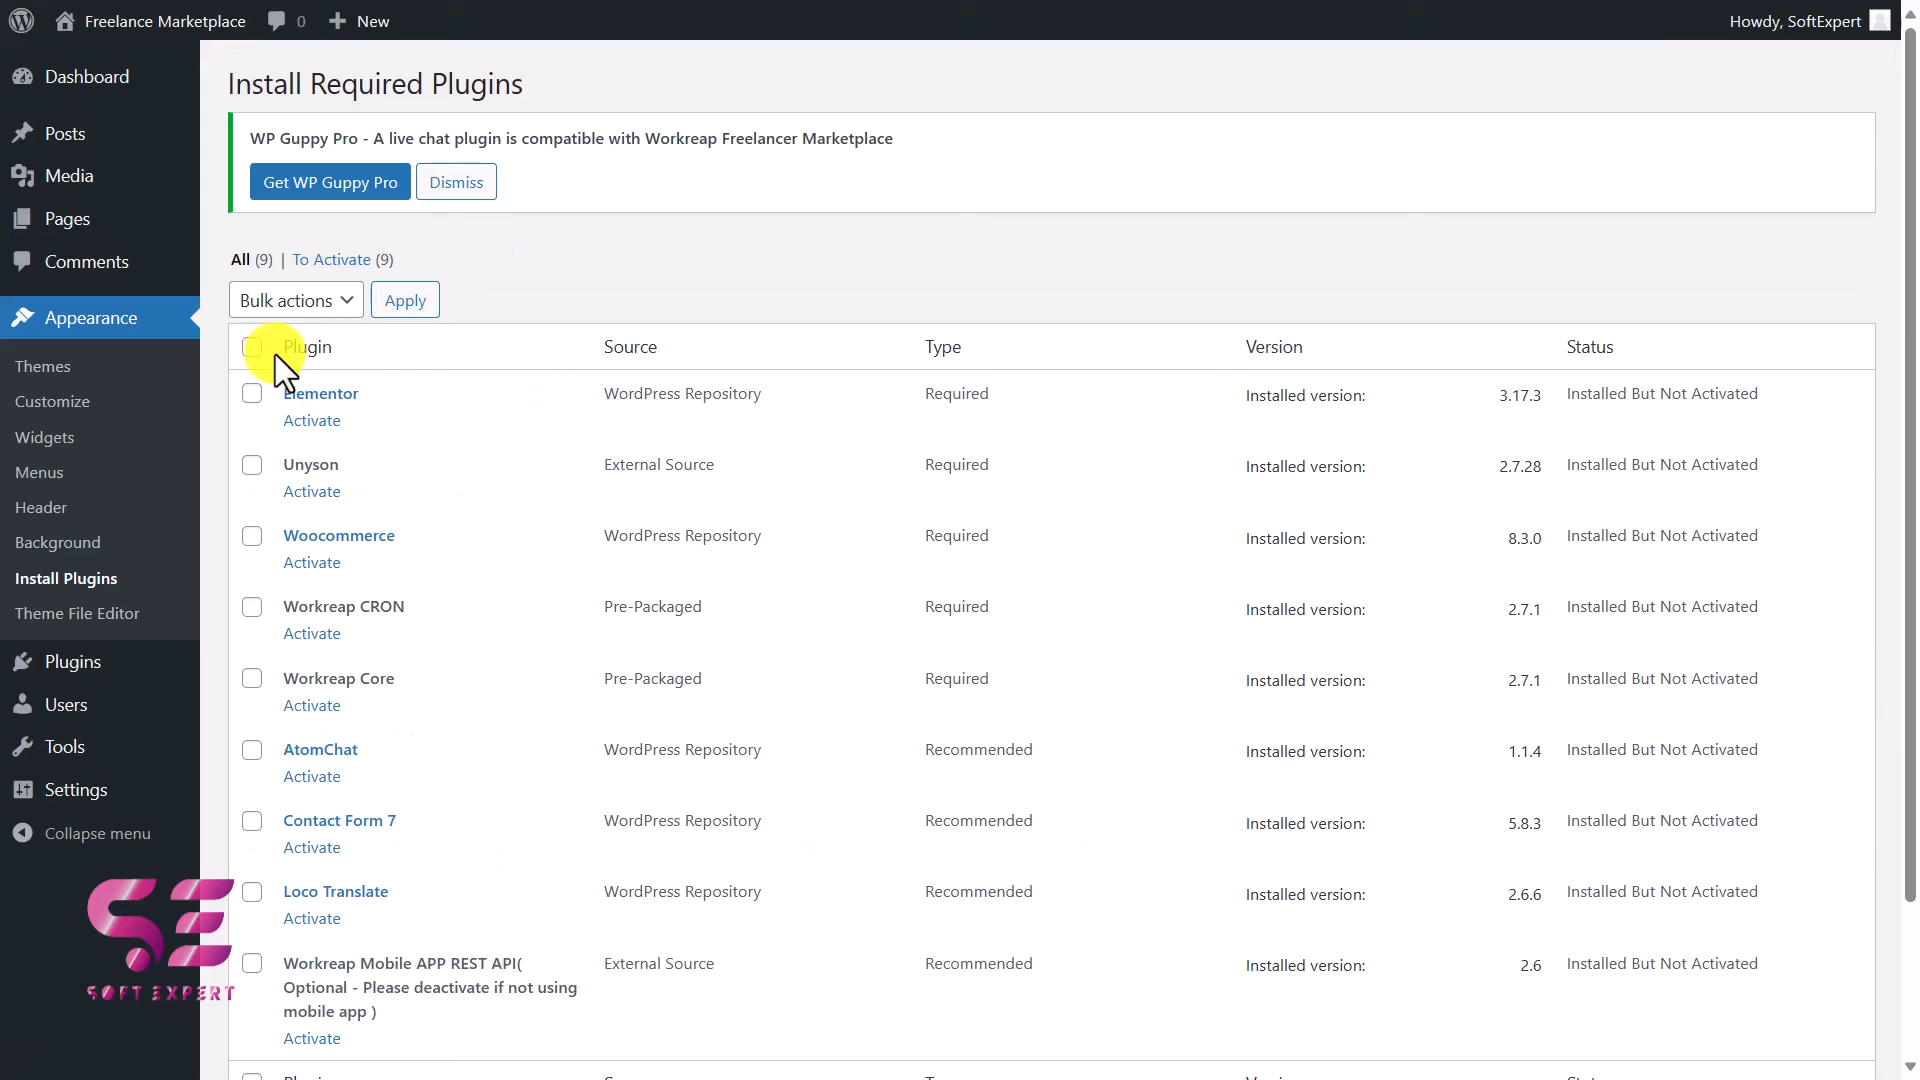 Freelance Marketplace
0
New
Howdy, SoftExpert
Dashboard
Posts
Media
Pages
Comments
Appearance
Themes
Customize
Widgets
Menus
Header
Background
Install Plugins
Theme File Editor
Plugins
Users
Tools
Settings
Collapse menu
SE
SOFT EXPERT
Install Required Plugins
WP Guppy Pro - A live chat plugin is compatible with Workreap Freelancer Marketplace
Get WP Guppy Pro Dismiss
All (9) | To Activate (9)
Bulk actions Apply
Plugin Source Type Version Status
Elementor WordPress Repository Required Installed version: 3.17.3 Installed But Not Activated
Activate
Unyson External Source Required Installed version: 2.7.28 Installed But Not Activated
Activate
Woocommerce WordPress Repository Required Installed version: 8.3.0 Installed But Not Activated
Activate
Workreap CRON Pre-Packaged Required Installed version: 2.7.1 Installed But Not Activated
Activate
Workreap Core Pre-Packaged Required Installed version: 2.7.1 Installed But Not Activated
Activate
AtomChat WordPress Repository Recommended Installed version: 1.1.4 Installed But Not Activated
Activate
Contact Form 7 WordPress Repository Recommended Installed version: 5.8.3 Installed But Not Activated
Activate
Loco Translate WordPress Repository Recommended Installed version: 2.6.6 Installed But Not Activated
Activate
Workreap Mobile APP REST API( External Source Recommended Installed version: 2.6 Installed But Not Activated
Optional - Please deactivate if not using
mobile app )
Activate